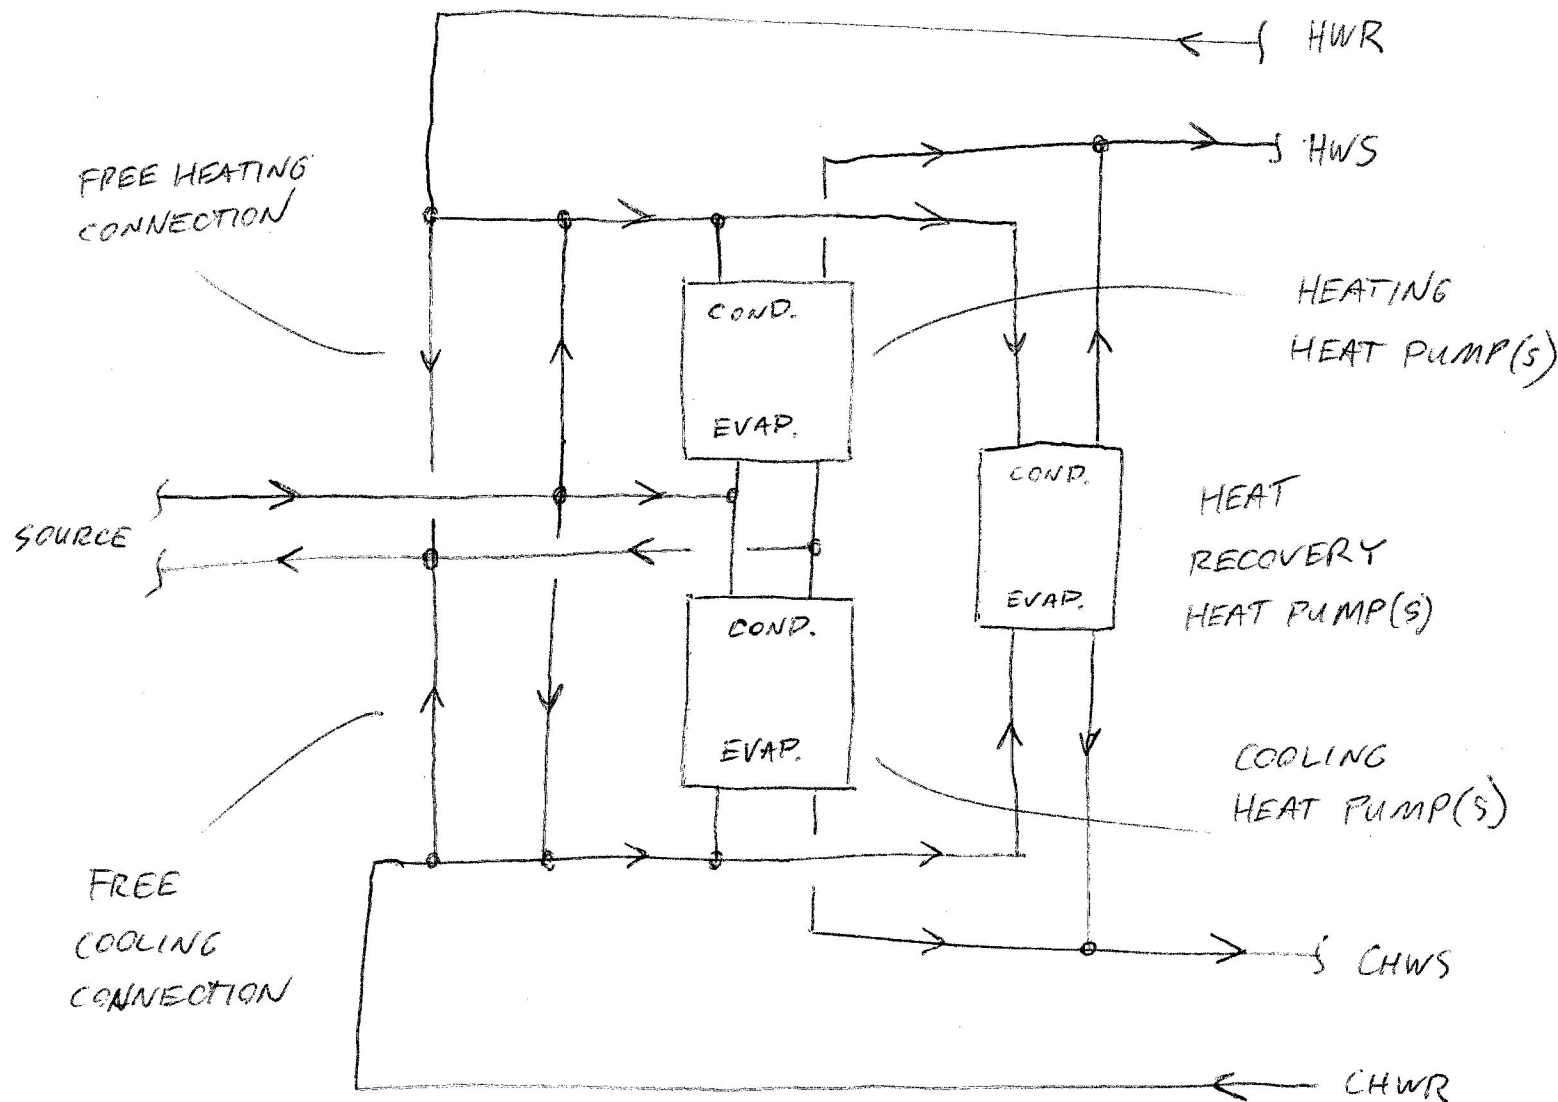 HWR
HWS
FREE HEATING
CONNECTION
COND.
EVAP.
HEATING
HEAT PUMP(S)
SOURCE
COND.
EVAP.
HEAT
RECOVERY
HEAT PUMP(S)
COND.
EVAP.
COOLING
HEAT PUMP(S)
FREE
COOLING
CONNECTION
CHWS
CHWR